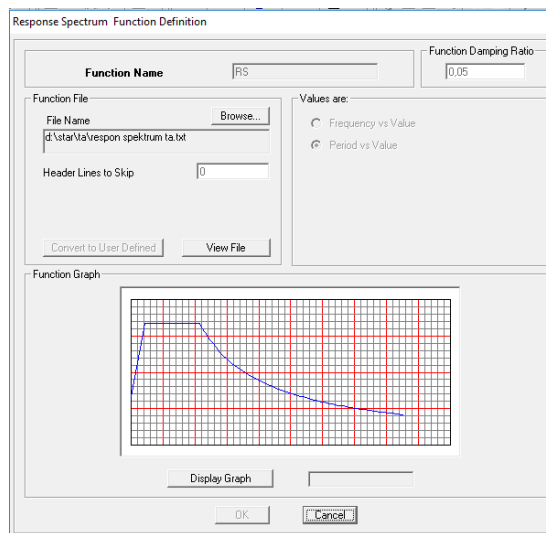 Response Spectrum Function Definition
Function Damping Ratio
Function Name
RS
0,05
Function File
Values are:
File Name
Browse...
d:\star\ta\respon spektrum ta.txt
Frequency vs Value
Period vs Value
Header Lines to Skip
0
Convert to User Defined
View File
Function Graph
Display Graph
OK
Cancel